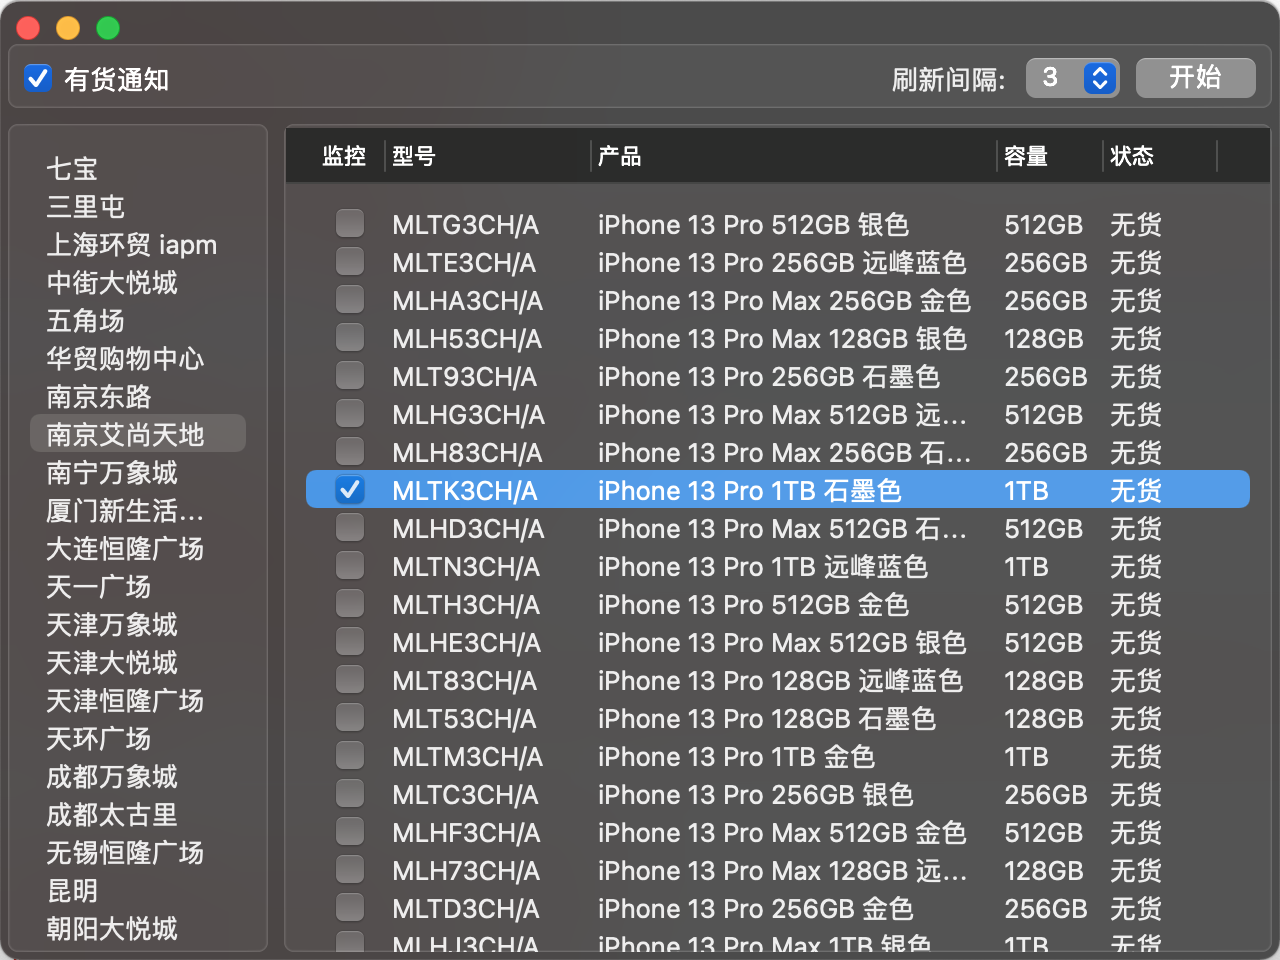 有货通知
刷新间隔: 3 开始
七宝
三里屯
上海环贸 iapm
中街大悦城
五角场
华贸购物中心
南京东路
南京艾尚天地
南宁万象城
厦门新生活...
大连恒隆广场
天一广场
天津万象城
天津大悦城
天津恒隆广场
天环广场
成都万象城
成都太古里
无锡恒隆广场
昆明
朝阳大悦城
监控 型号 产品 容量 状态
MLTG3CH/A iPhone 13 Pro 512GB 银色 512GB 无货
MLTE3CH/A iPhone 13 Pro 256GB 远峰蓝色 256GB 无货
MLHA3CH/A iPhone 13 Pro Max 256GB 金色 256GB 无货
MLH53CH/A iPhone 13 Pro Max 128GB 银色 128GB 无货
MLT93CH/A iPhone 13 Pro 256GB 石墨色 256GB 无货
MLHG3CH/A iPhone 13 Pro Max 512GB 远... 512GB 无货
MLH83CH/A iPhone 13 Pro Max 256GB 石... 256GB 无货
MLTK3CH/A iPhone 13 Pro 1TB 石墨色 1TB 无货
MLHD3CH/A iPhone 13 Pro Max 512GB 石... 512GB 无货
MLTN3CH/A iPhone 13 Pro 1TB 远峰蓝色 1TB 无货
MLTH3CH/A iPhone 13 Pro 512GB 金色 512GB 无货
MLHE3CH/A iPhone 13 Pro Max 512GB 银色 512GB 无货
MLT83CH/A iPhone 13 Pro 128GB 远峰蓝色 128GB 无货
MLT53CH/A iPhone 13 Pro 128GB 石墨色 128GB 无货
MLTM3CH/A iPhone 13 Pro 1TB 金色 1TB 无货
MLTC3CH/A iPhone 13 Pro 256GB 银色 256GB 无货
MLHF3CH/A iPhone 13 Pro Max 512GB 金色 512GB 无货
MLH73CH/A iPhone 13 Pro Max 128GB 远... 128GB 无货
MLTD3CH/A iPhone 13 Pro 256GB 金色 256GB 无货
MLHJ3CH/A iPhone 13 Pro Max 1TB 银色 1TB 无货